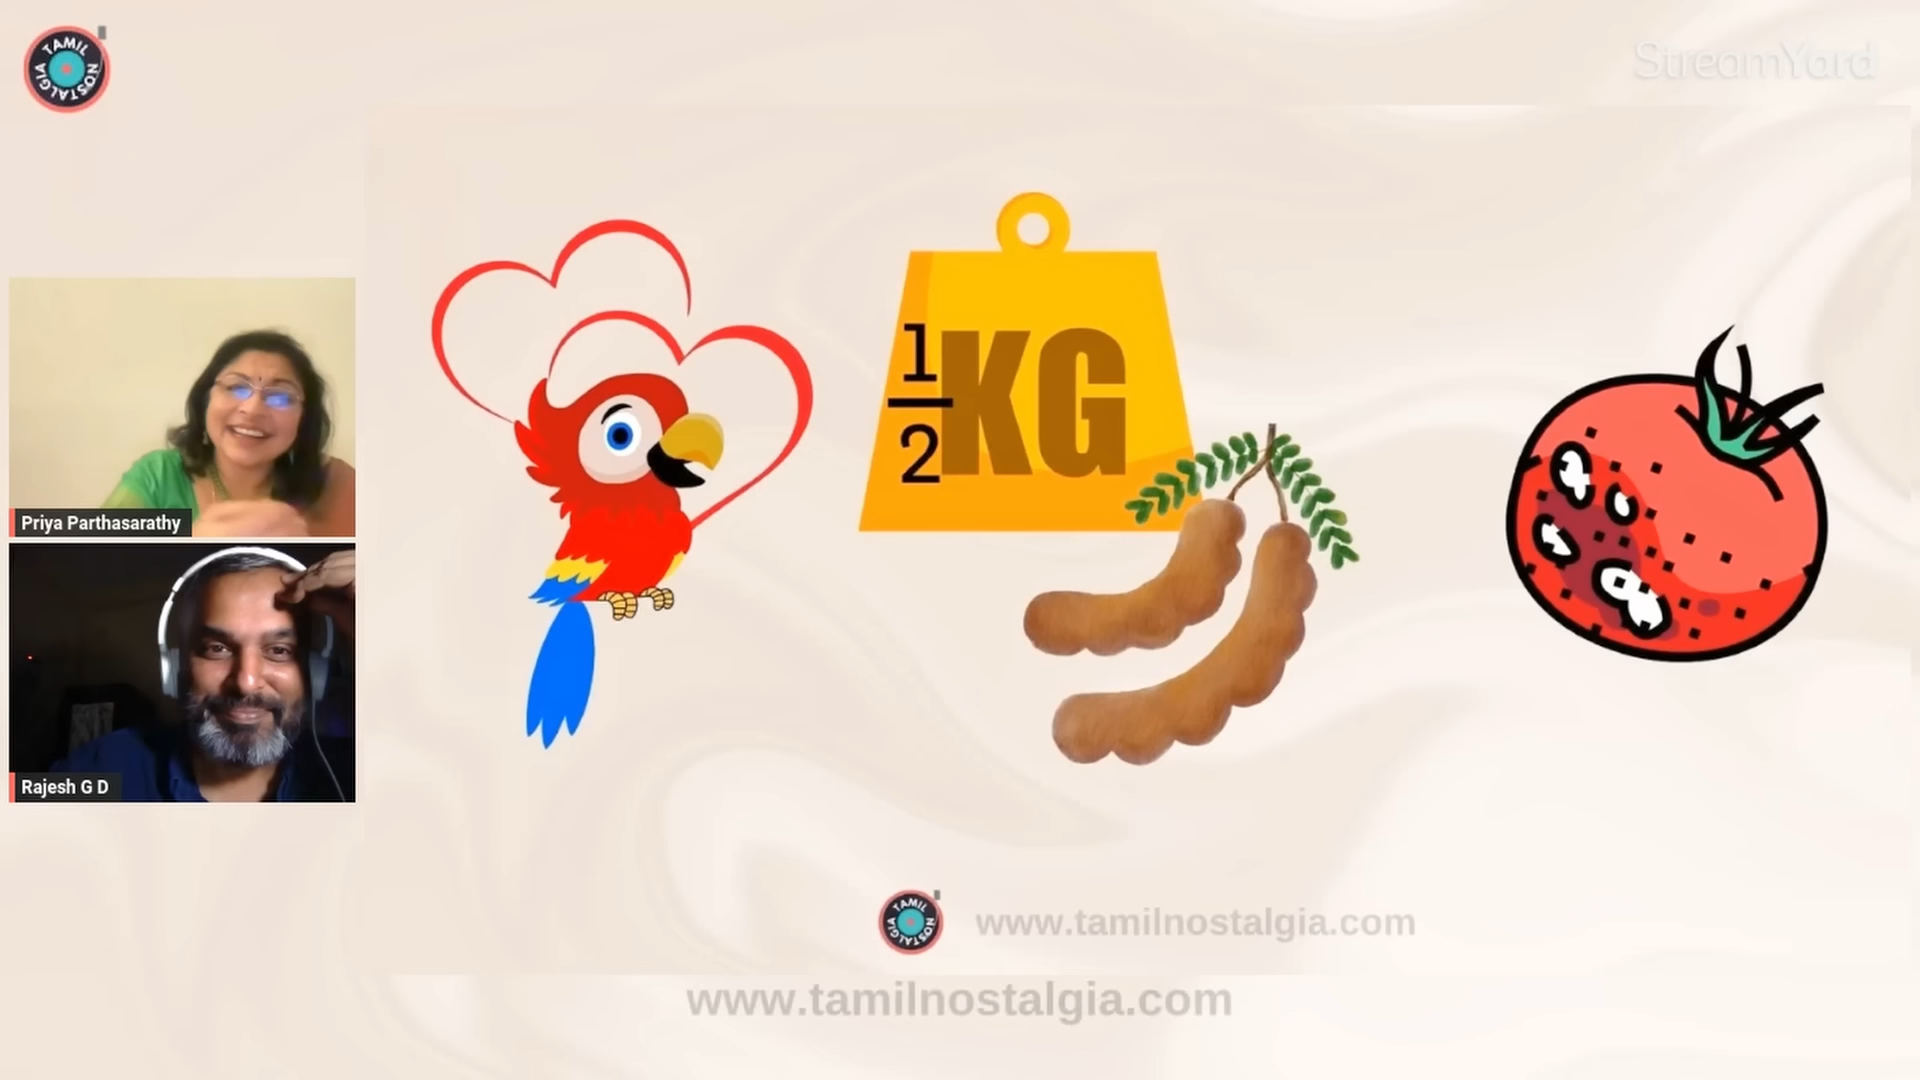 TAMIL NOSTALGIA
StreamYard
1
2
KG
Priya Parthasarathy
Rajesh G D
TAMIL NOSTALGIA
www.tamilnostalgia.com
www.tamilnostalgia.com